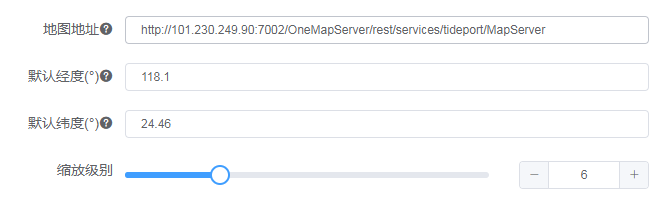 地图地址? http://101.230.249.90:7002/OneMapServer/rest/services/tideport/MapServer
默认经度(°)? 118.1
默认纬度(°)? 24.46
缩放级别 − 6 +